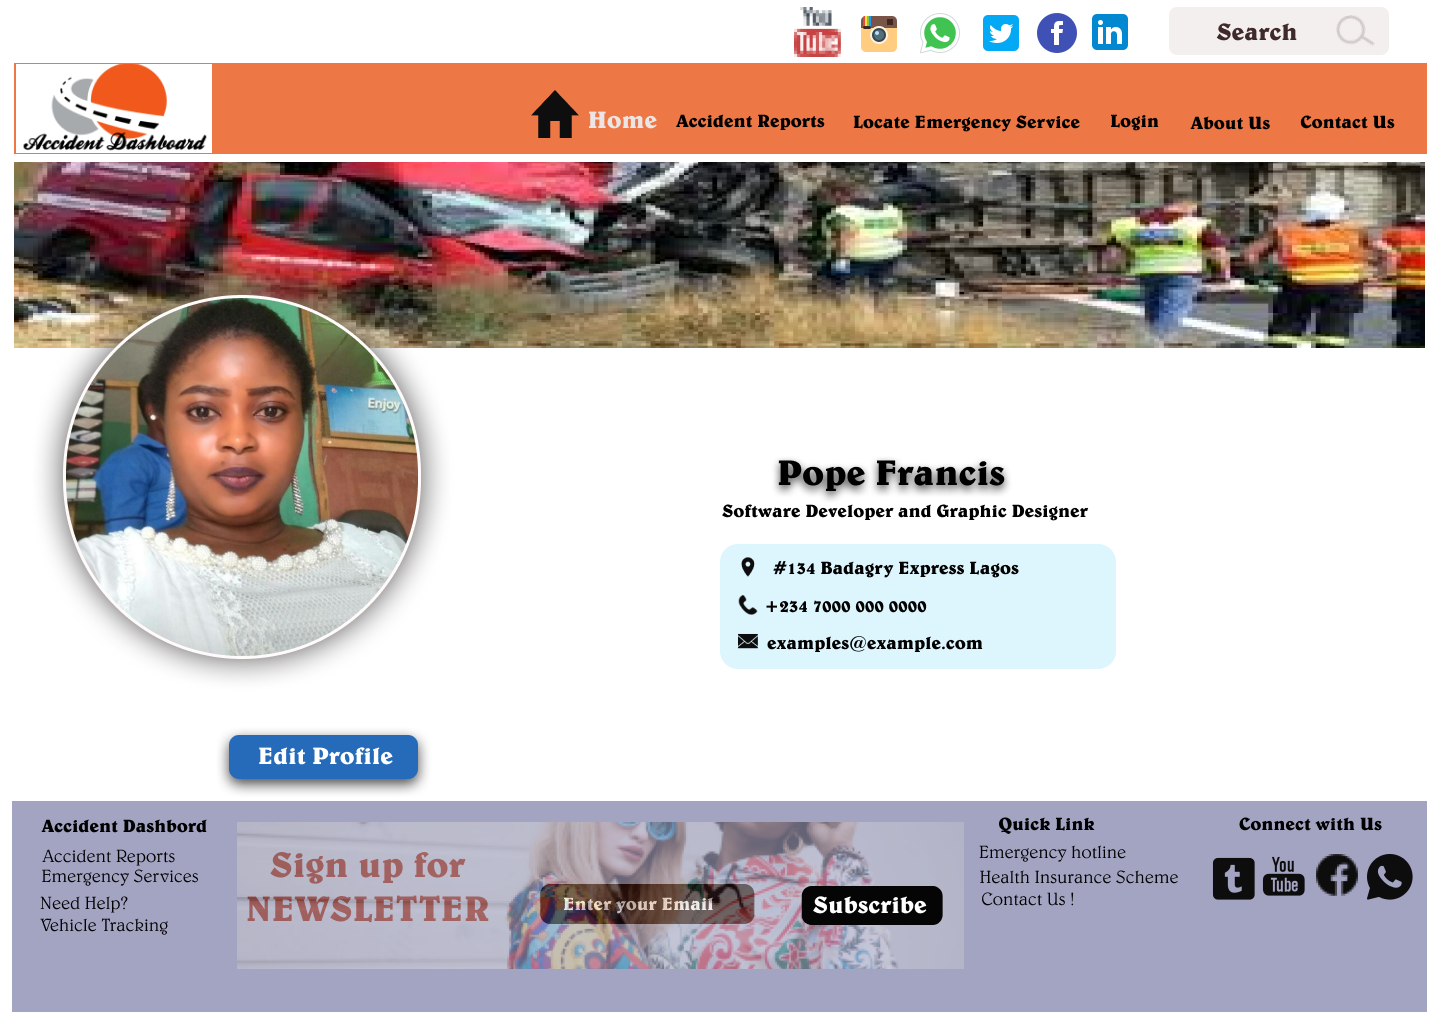 You
Tube
Search
Accident Dashboard
Home
Accident Reports
Locate Emergency Service
Login
About Us
Contact Us
Enjoy
Pope Francis
Software Developer and Graphic Designer
#134 Badagry Express Lagos
+234 7000 000 0000
examples@example.com
Edit Profile
Accident Dashbord
Accident Reports
Emergency Services
Need Help?
Vehicle Tracking
Sign up for
NEWSLETTER
Enter your Email
Subscribe
Quick Link
Emergency hotline
Health Insurance Scheme
Contact Us !
Connect with Us
You
Tube